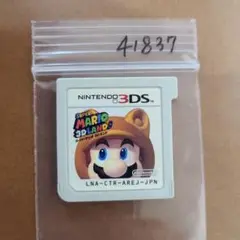 41837
NINTENDO 3DS
SUPER
MARIO
3D LAND
LNA-CTR-AREJ-JPN